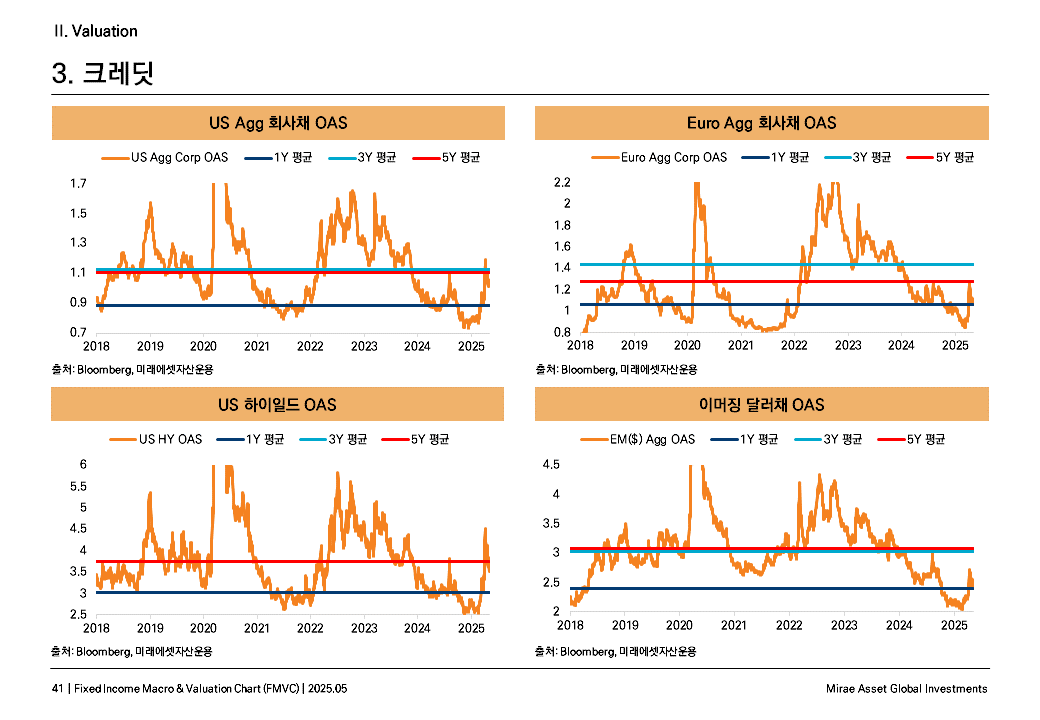 II. Valuation
3. 크레딧
US Agg 회사채 OAS
US Agg Corp OAS 1Y 평균 3Y 평균 5Y 평균
1.7
1.5
1.3
1.1
0.9
0.7
2018 2019 2020 2021 2022 2023 2024 2025
출처: Bloomberg, 미래에셋자산운용
Euro Agg 회사채 OAS
Euro Agg Corp OAS 1Y 평균 3Y 평균 5Y 평균
2.2
2
1.8
1.6
1.4
1.2
1
0.8
2018 2019 2020 2021 2022 2023 2024 2025
출처: Bloomberg, 미래에셋자산운용
US 하이일드 OAS
US HY OAS 1Y 평균 3Y 평균 5Y 평균
6
5.5
5
4.5
4
3.5
3
2.5
2018 2019 2020 2021 2022 2023 2024 2025
출처: Bloomberg, 미래에셋자산운용
이머징 달러채 OAS
EM($) Agg OAS 1Y 평균 3Y 평균 5Y 평균
4.5
4
3.5
3
2.5
2
2018 2019 2020 2021 2022 2023 2024 2025
출처: Bloomberg, 미래에셋자산운용
41 | Fixed Income Macro & Valuation Chart (FMVC) | 2025.05
Mirae Asset Global Investments